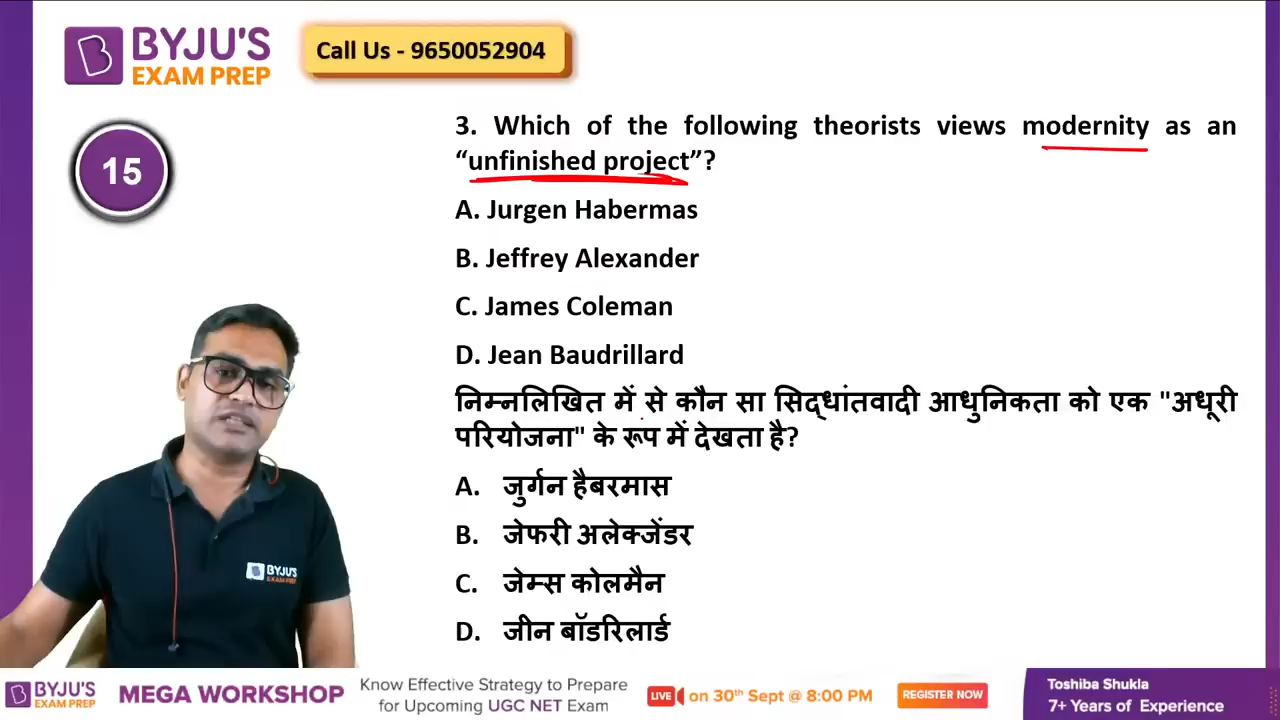 BYJU'S
EXAM PREP
Call Us - 9650052904
15
3. Which of the following theorists views modernity as an
“unfinished project”?
A. Jurgen Habermas
B. Jeffrey Alexander
C. James Coleman
D. Jean Baudrillard
निम्नलिखित में से कौन सा सिद्धांतवादी आधुनिकता को एक "अधूरी
परियोजना" के रूप में देखता है?
A. जुर्गन हैबरमास
B. जेफरी अलेक्जेंडर
C. जेम्स कोलमैन
D. जीन बॉडरिलार्ड
BYJU'S
EXAM PREP
BYJU'S
EXAM PREP
MEGA WORKSHOP
Know Effective Strategy to Prepare
for Upcoming UGC NET Exam
LIVE on 30th Sept @ 8:00 PM
REGISTER NOW
Toshiba Shukla
7+ Years of Experience